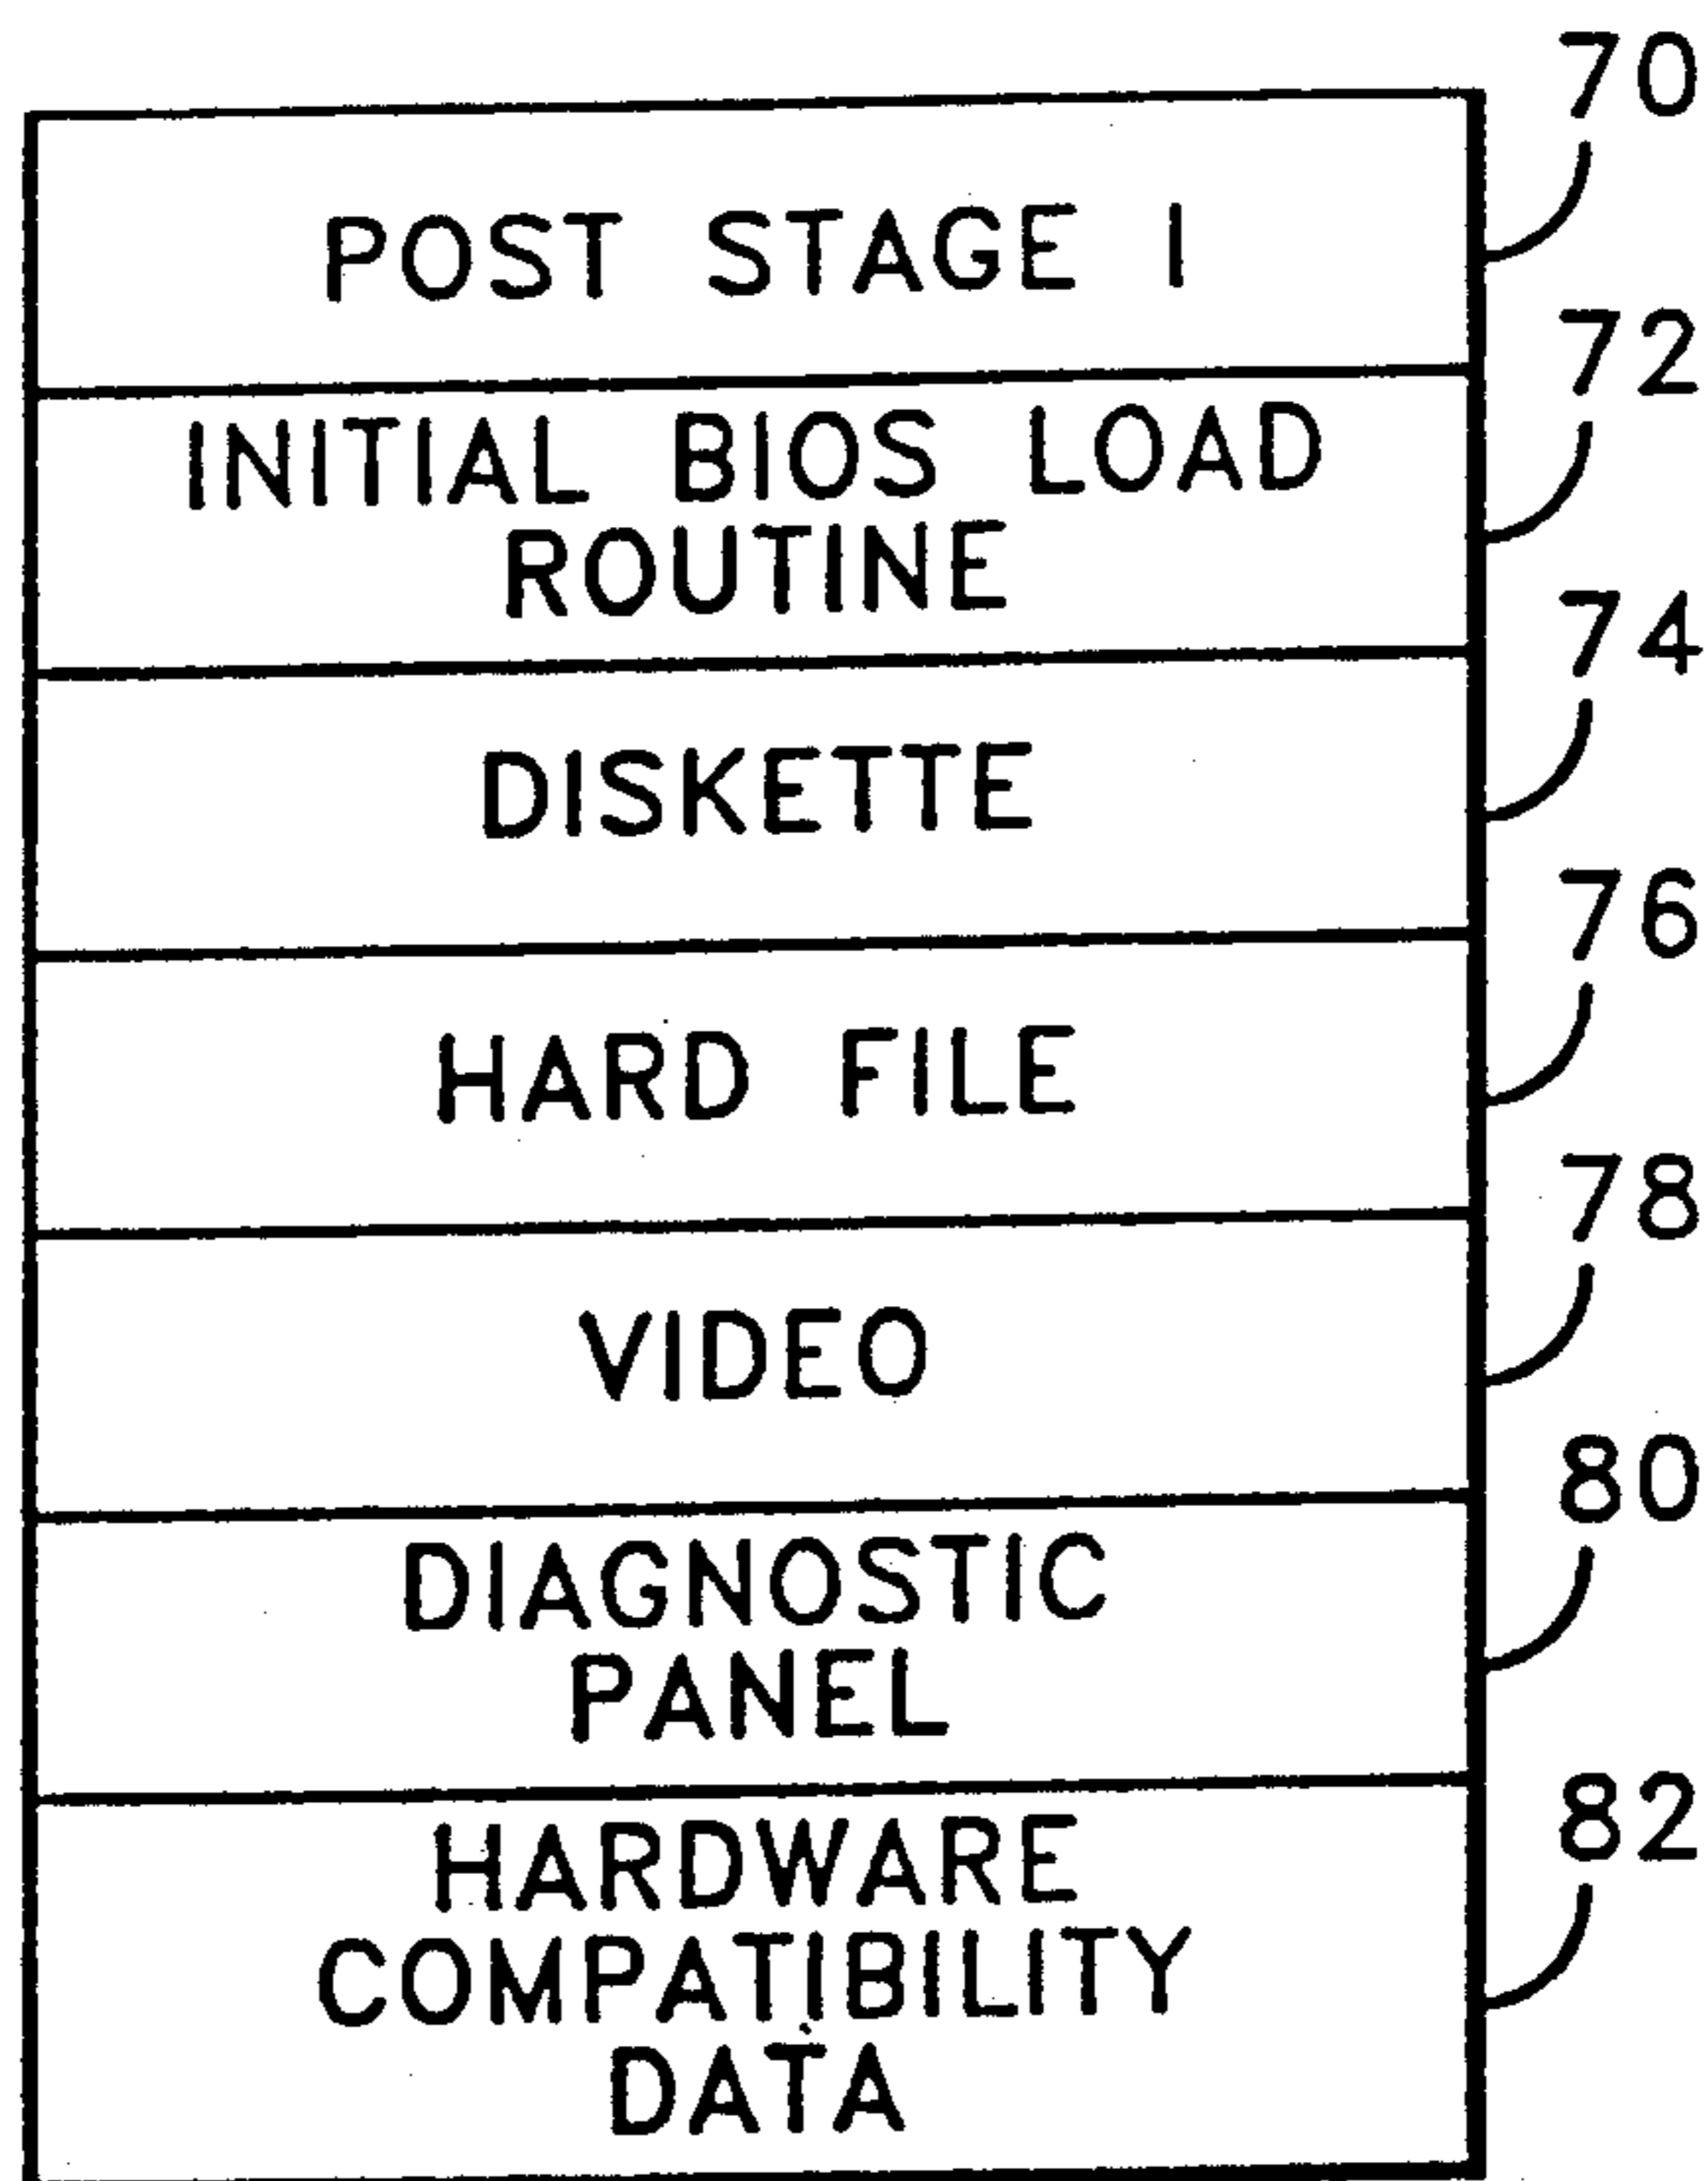 70
POST STAGE I
72
INITIAL BIOS LOAD
ROUTINE
74
DISKETTE
76
HARD FILE
78
VIDEO
80
DIAGNOSTIC
PANEL
82
HARDWARE
COMPATIBILITY
DATA